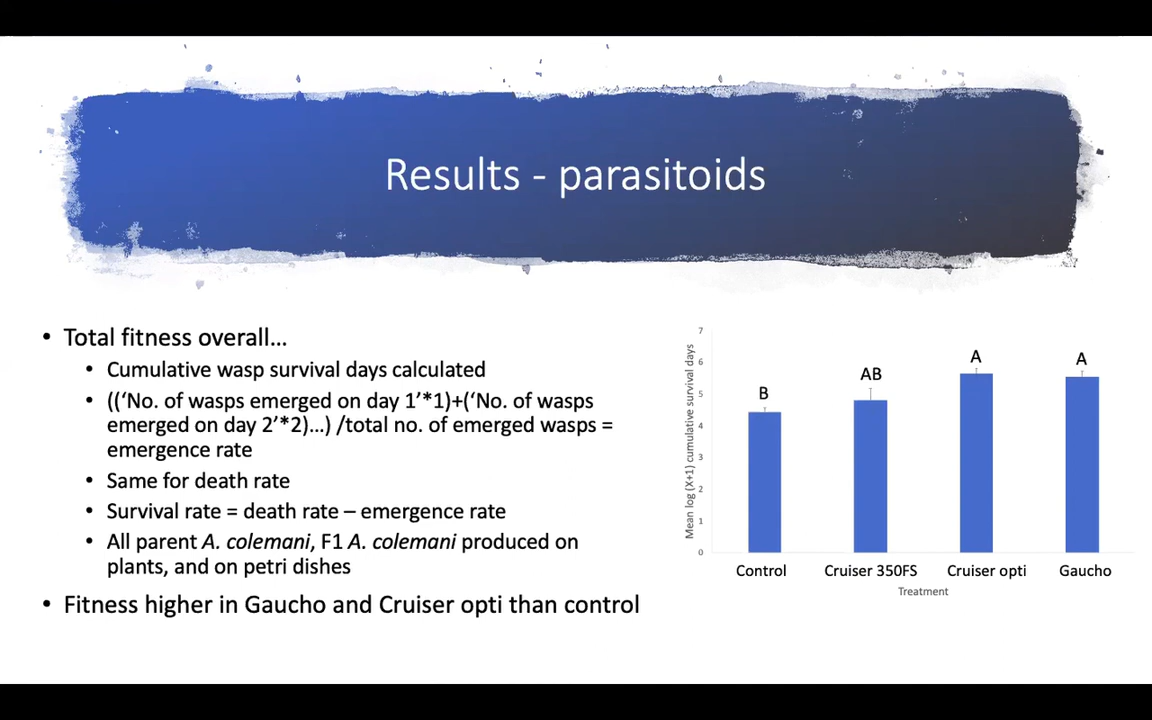 Results - parasitoids
• Total fitness overall…
• Cumulative wasp survival days calculated
• ((‘No. of wasps emerged on day 1’*1)+(‘No. of wasps
emerged on day 2’*2)…) /total no. of emerged wasps =
emergence rate
• Same for death rate
• Survival rate = death rate – emergence rate
• All parent A. colemani, F1 A. colemani produced on
plants, and on petri dishes
• Fitness higher in Gaucho and Cruiser opti than control
Mean log (X+1) cumulative survival days
7
6
5
4
3
2
1
0
B
AB
A
A
Control Cruiser 350FS Cruiser opti Gaucho
Treatment